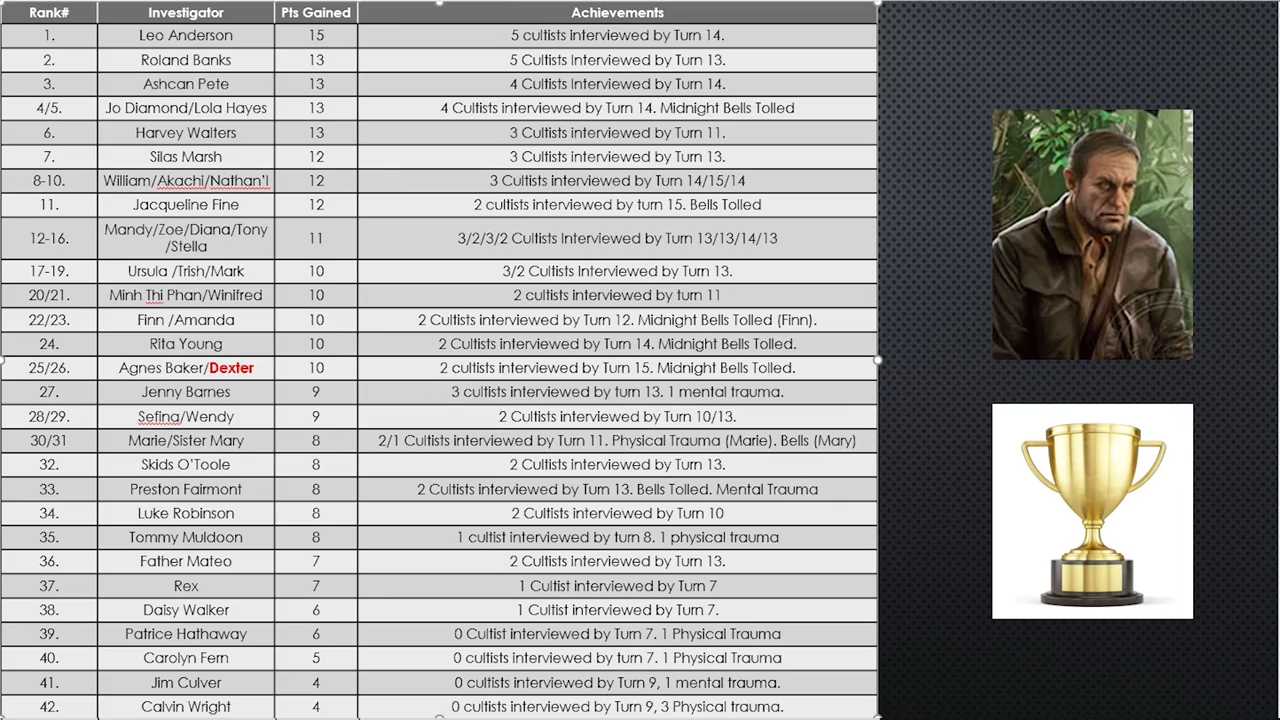 Rank# Investigator Pts Gained Achievements
1. Leo Anderson 15 5 cultists interviewed by Turn 14.
2. Roland Banks 13 5 Cultists Interviewed by Turn 13.
3. Ashcan Pete 13 4 Cultists interviewed by Turn 14.
4/5. Jo Diamond/Lola Hayes 13 4 Cultists interviewed by Turn 14. Midnight Bells Tolled
6. Harvey Walters 13 3 Cultists interviewed by Turn 11.
7. Silas Marsh 12 3 Cultists interviewed by Turn 13.
8-10. William/Akachi/Nathan'l 12 3 Cultists interviewed by Turn 14/15/14
11. Jacqueline Fine 12 2 cultists interviewed by turn 15. Bells Tolled
12-16. Mandy/Zoe/Diana/Tony
/Stella 11 3/2/3/2 Cultists Interviewed by Turn 13/13/14/13
17-19. Ursula /Trish/Mark 10 3/2 Cultists Interviewed by Turn 13.
20/21. Minh Thi Phan/Winifred 10 2 cultists interviewed by turn 11
22/23. Finn /Amanda 10 2 Cultists interviewed by Turn 12. Midnight Bells Tolled (Finn).
24. Rita Young 10 2 Cultists interviewed by Turn 14. Midnight Bells Tolled.
25/26. Agnes Baker/Dexter 10 2 cultists interviewed by Turn 15. Midnight Bells Tolled.
27. Jenny Barnes 9 3 cultists interviewed by turn 13. 1 mental trauma.
28/29. Sefina/Wendy 9 2 Cultists interviewed by Turn 10/13.
30/31 Marie/Sister Mary 8 2/1 Cultists interviewed by Turn 11. Physical Trauma (Marie). Bells (Mary)
32. Skids O'Toole 8 2 Cultists interviewed by Turn 13.
33. Preston Fairmont 8 2 Cultists interviewed by Turn 13. Bells Tolled. Mental Trauma
34. Luke Robinson 8 2 Cultists interviewed by Turn 10
35. Tommy Muldoon 8 1 cultist interviewed by turn 8. 1 physical trauma
36. Father Mateo 7 2 Cultists interviewed by Turn 13.
37. Rex 7 1 Cultist interviewed by Turn 7
38. Daisy Walker 6 1 Cultist interviewed by Turn 7.
39. Patrice Hathaway 6 0 Cultist interviewed by Turn 7. 1 Physical Trauma
40. Carolyn Fern 5 0 cultists interviewed by turn 7. 1 Physical Trauma
41. Jim Culver 4 0 cultists interviewed by Turn 9, 1 mental trauma.
42. Calvin Wright 4 0 cultists interviewed by Turn 9, 3 Physical trauma.